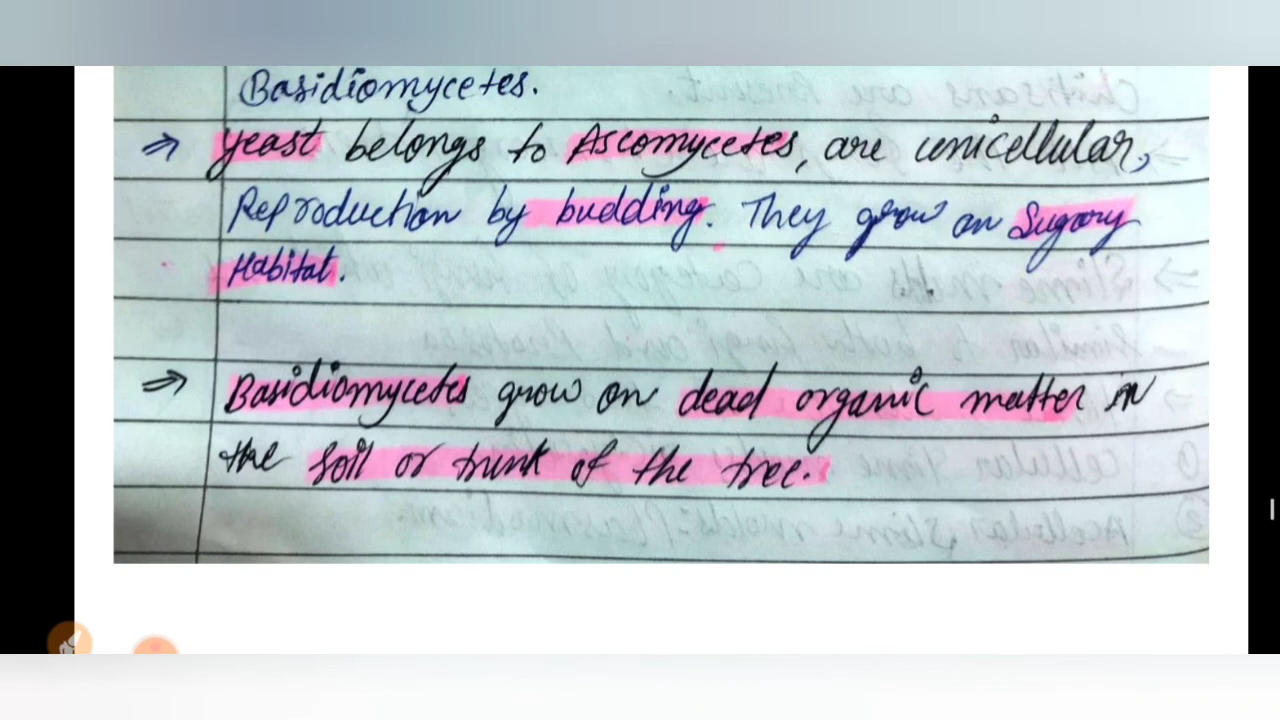 Basidiomycetes.
⇒ Yeast belongs to Ascomycetes, are unicellular,
Reproduction by budding. They grow on Sugary
Habitat.
⇒ Basidiomycetes grow on dead organic matter in
the soil or trunk of the tree.